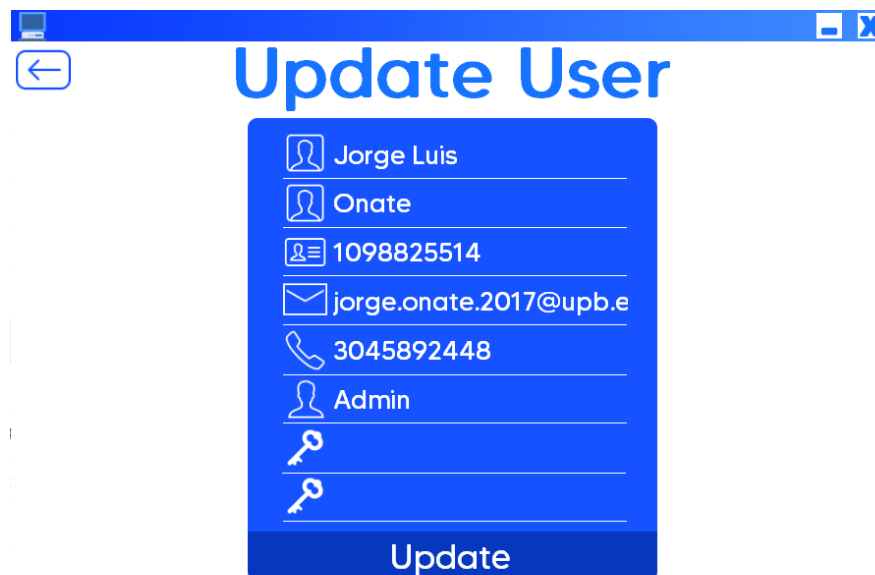 Update User
Jorge Luis
Onate
1098825514
jorge.onate.2017@upb.e
3045892448
Admin
Update